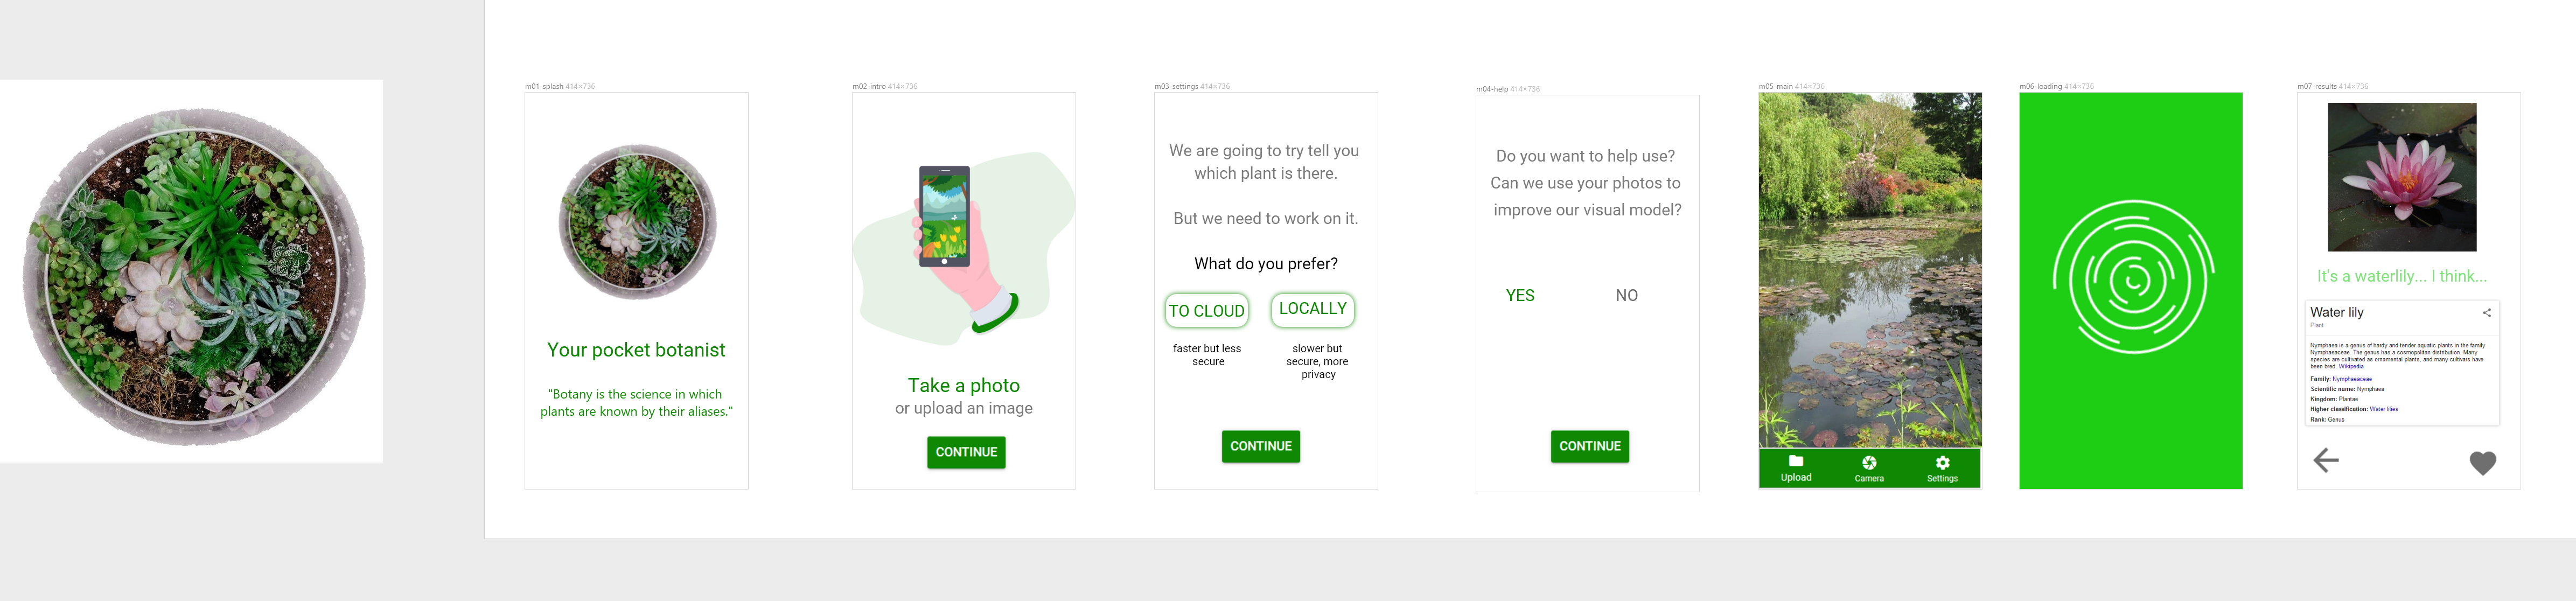 m01-splash 414×736
Your pocket botanist
"Botany is the science in which
plants are known by their aliases."
m02-intro 414×736
Take a photo
or upload an image
CONTINUE
m03-settings 414×736
We are going to try tell you
which plant is there.
But we need to work on it.
What do you prefer?
TO CLOUD
LOCALLY
faster but less
secure
slower but
secure, more
privacy
CONTINUE
m04-help 414×736
Do you want to help use?
Can we use your photos to
improve our visual model?
YES
NO
CONTINUE
m05-main 414×736
Upload
Camera
Settings
m06-loading 414×736
m07-results 414×736
It's a waterlily... I think...
Water lily
Plant
Nymphaea is a genus of hardy and tender aquatic plants in the family
Nymphaeaceae. The genus has a cosmopolitan distribution. Many
species are cultivated as ornamental plants, and many cultivars have
been bred. Wikipedia
Family: Nymphaeaceae
Scientific name: Nymphaea
Kingdom: Plantae
Higher classification: Water lilies
Rank: Genus